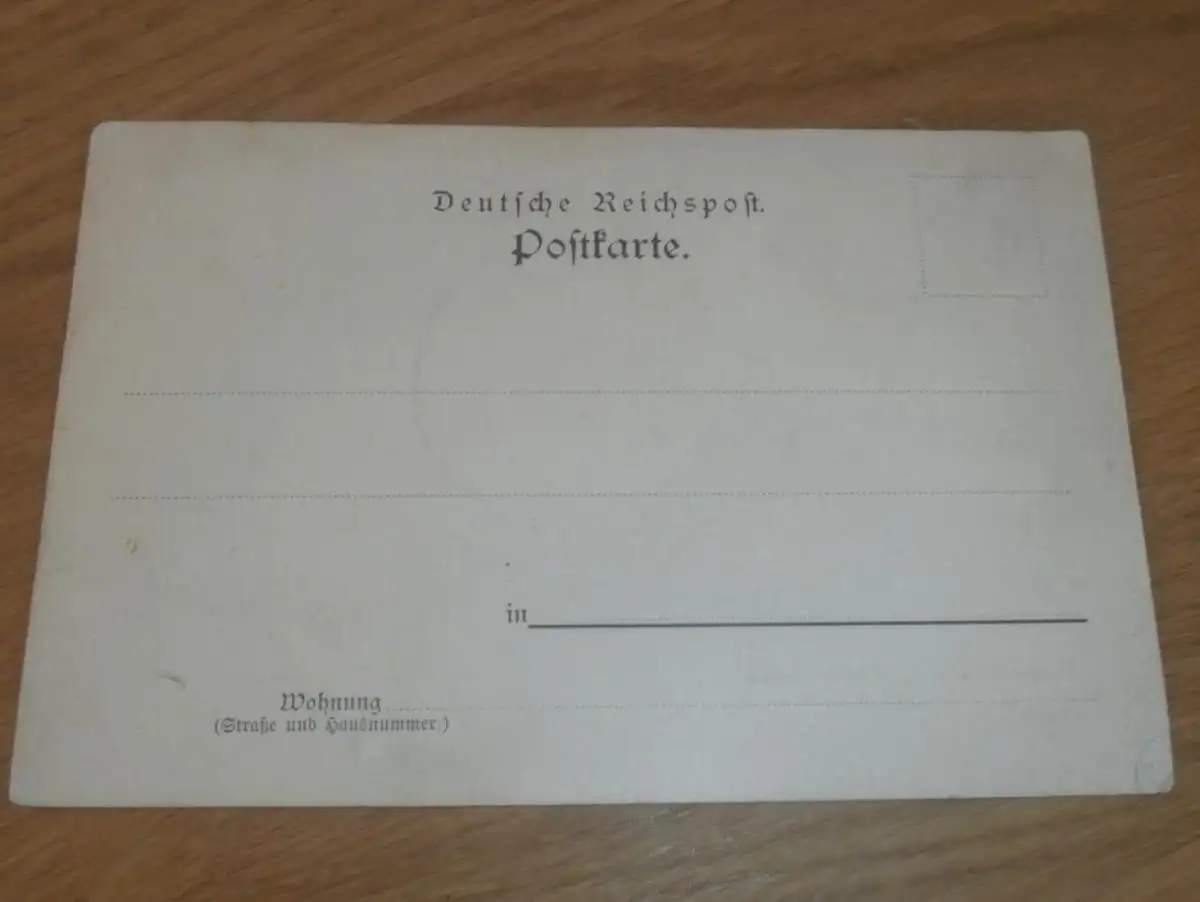 Deutsche Reichspost.
Postkarte.
in
Wohnung
(Straße und Hausnummer)